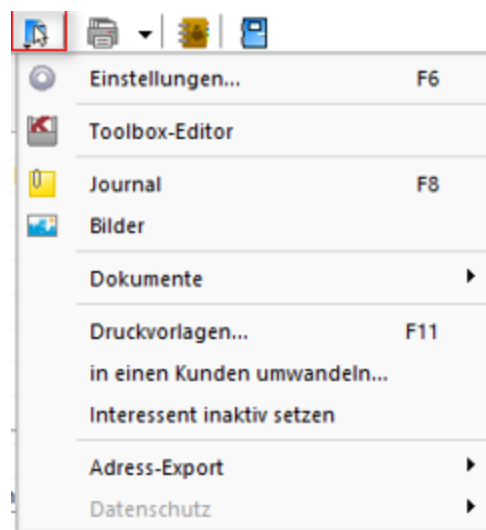 Einstellungen... F6
Toolbox-Editor
Journal F8
Bilder
Dokumente
Druckvorlagen... F11
in einen Kunden umwandeln...
Interessent inaktiv setzen
Adress-Export
Datenschutz